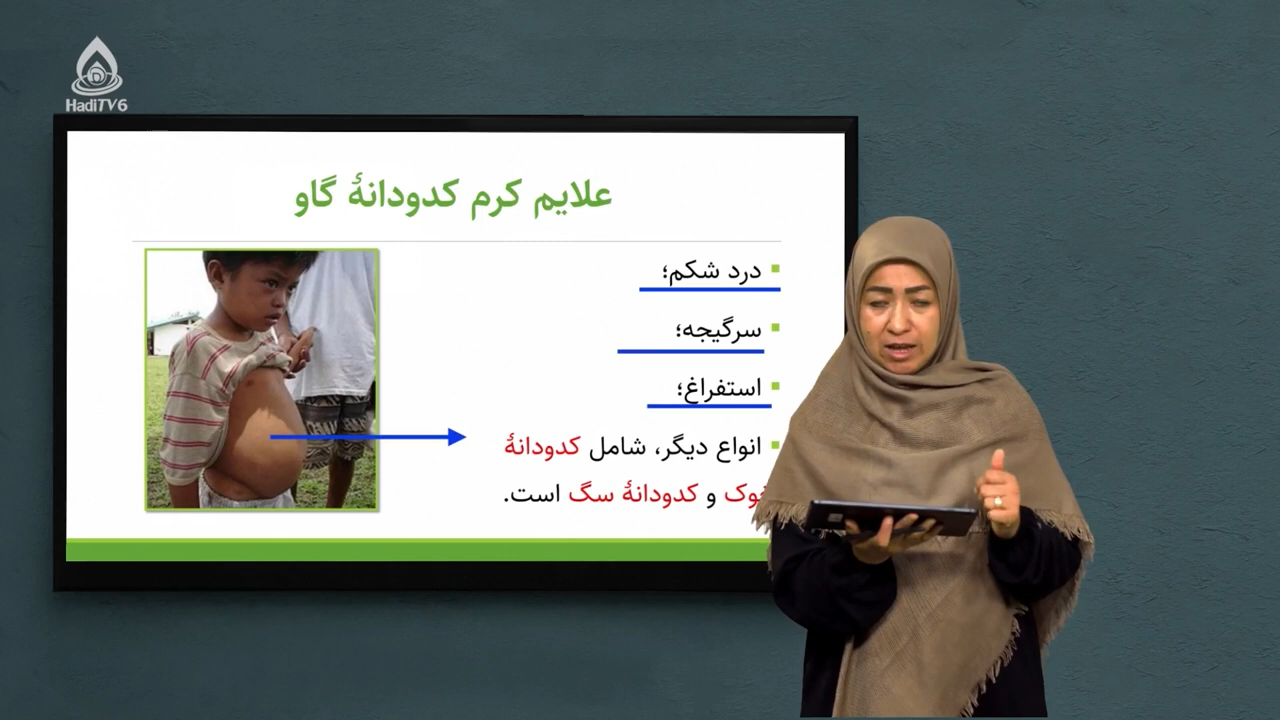 HadiTV6
علایم کرم کدودانهٔ گاو
درد شکم؛
سرگیجه؛
استفراغ؛
انواع دیگر، شامل کدودانهٔ
و کدودانهٔ سگ است.